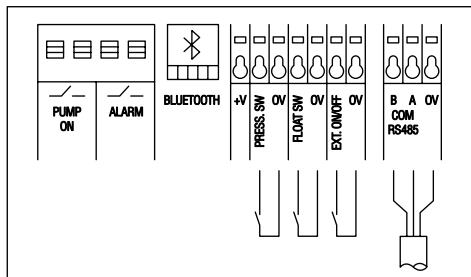 PUMP ON
ALARM
BLUETOOTH
+V
PRESS. SW
0V
FLOAT SW
0V
EXT. ON/OFF
0V
B A 0V
COM
RS485